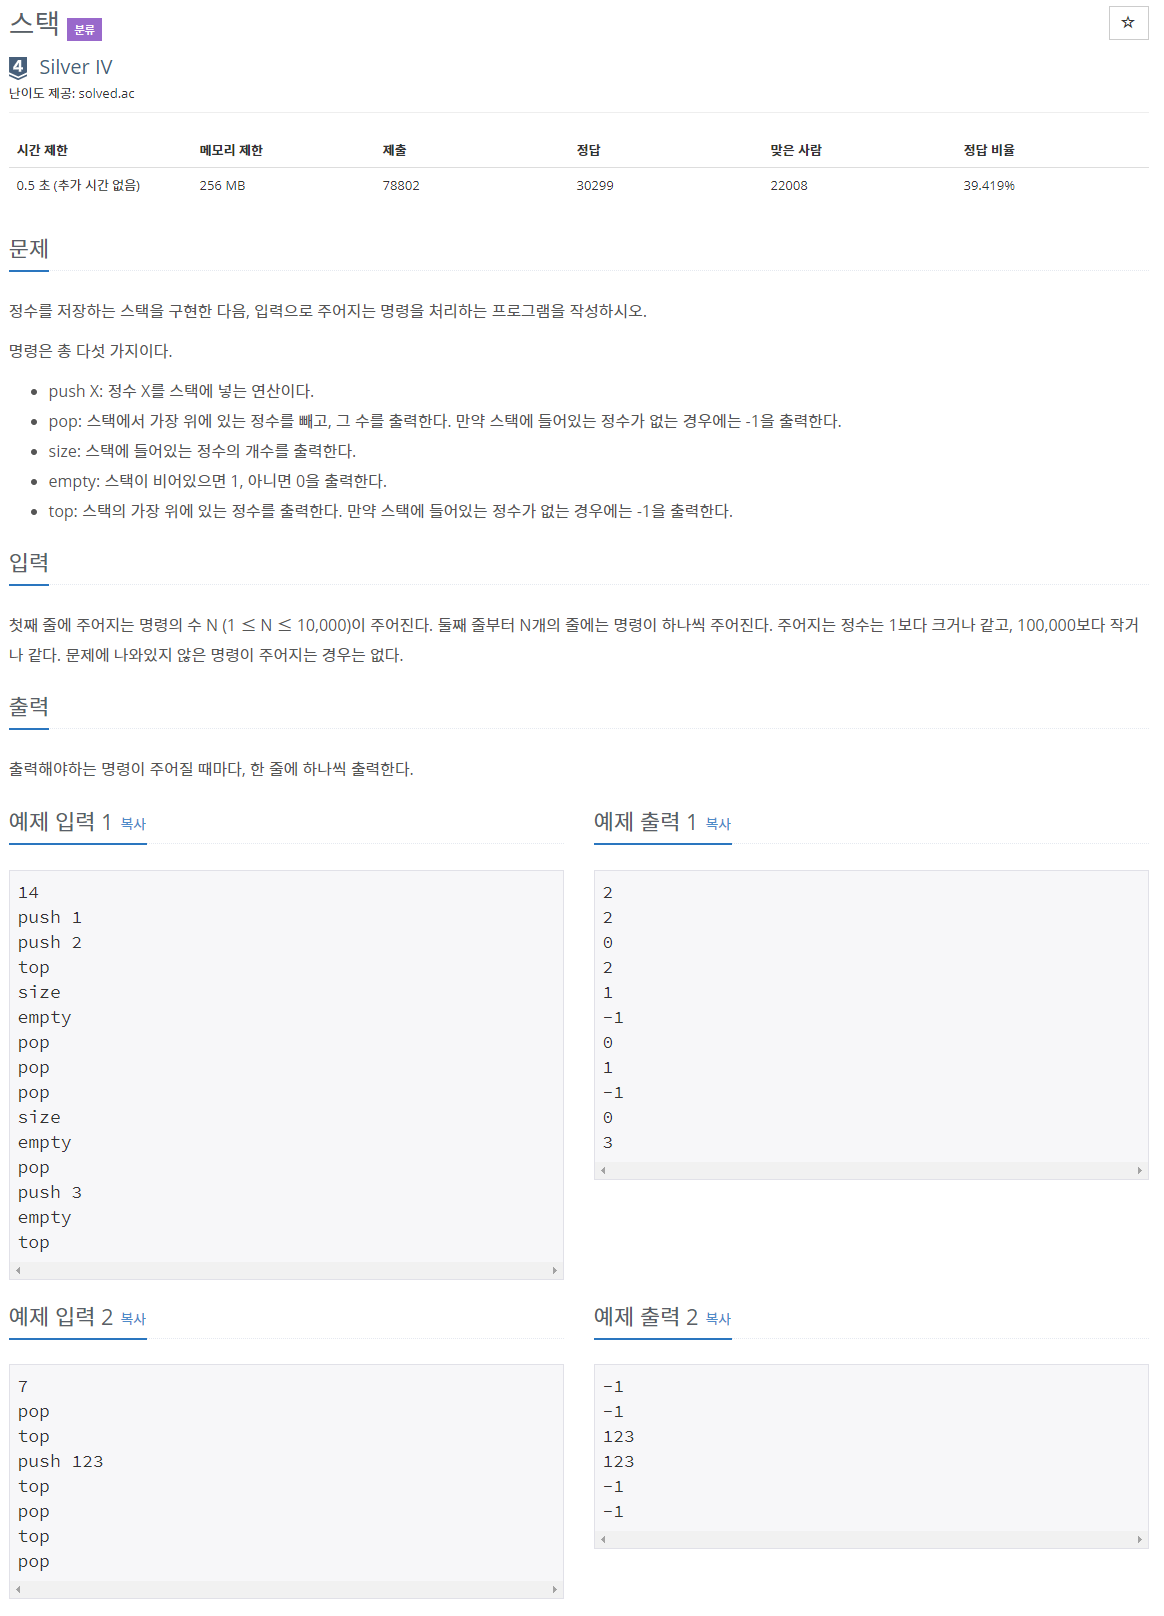 스택 분류
☆
4 Silver IV
난이도 제공: solved.ac
시간 제한 메모리 제한 제출 정답 맞은 사람 정답 비율
0.5 초 (추가 시간 없음) 256 MB 78802 30299 22008 39.419%
문제
정수를 저장하는 스택을 구현한 다음, 입력으로 주어지는 명령을 처리하는 프로그램을 작성하시오.
명령은 총 다섯 가지이다.
• push X: 정수 X를 스택에 넣는 연산이다.
• pop: 스택에서 가장 위에 있는 정수를 빼고, 그 수를 출력한다. 만약 스택에 들어있는 정수가 없는 경우에는 -1을 출력한다.
• size: 스택에 들어있는 정수의 개수를 출력한다.
• empty: 스택이 비어있으면 1, 아니면 0을 출력한다.
• top: 스택의 가장 위에 있는 정수를 출력한다. 만약 스택에 들어있는 정수가 없는 경우에는 -1을 출력한다.
입력
첫째 줄에 주어지는 명령의 수 N (1 ≤ N ≤ 10,000)이 주어진다. 둘째 줄부터 N개의 줄에는 명령이 하나씩 주어진다. 주어지는 정수는 1보다 크거나 같고, 100,000보다 작거
나 같다. 문제에 나와있지 않은 명령이 주어지는 경우는 없다.
출력
출력해야하는 명령이 주어질 때마다, 한 줄에 하나씩 출력한다.
예제 입력 1 복사
14
push 1
push 2
top
size
empty
pop
pop
pop
size
empty
pop
push 3
empty
top
예제 출력 1 복사
2
2
0
2
1
-1
0
1
-1
0
3
예제 입력 2 복사
7
pop
top
push 123
top
pop
top
pop
예제 출력 2 복사
-1
-1
123
123
-1
-1